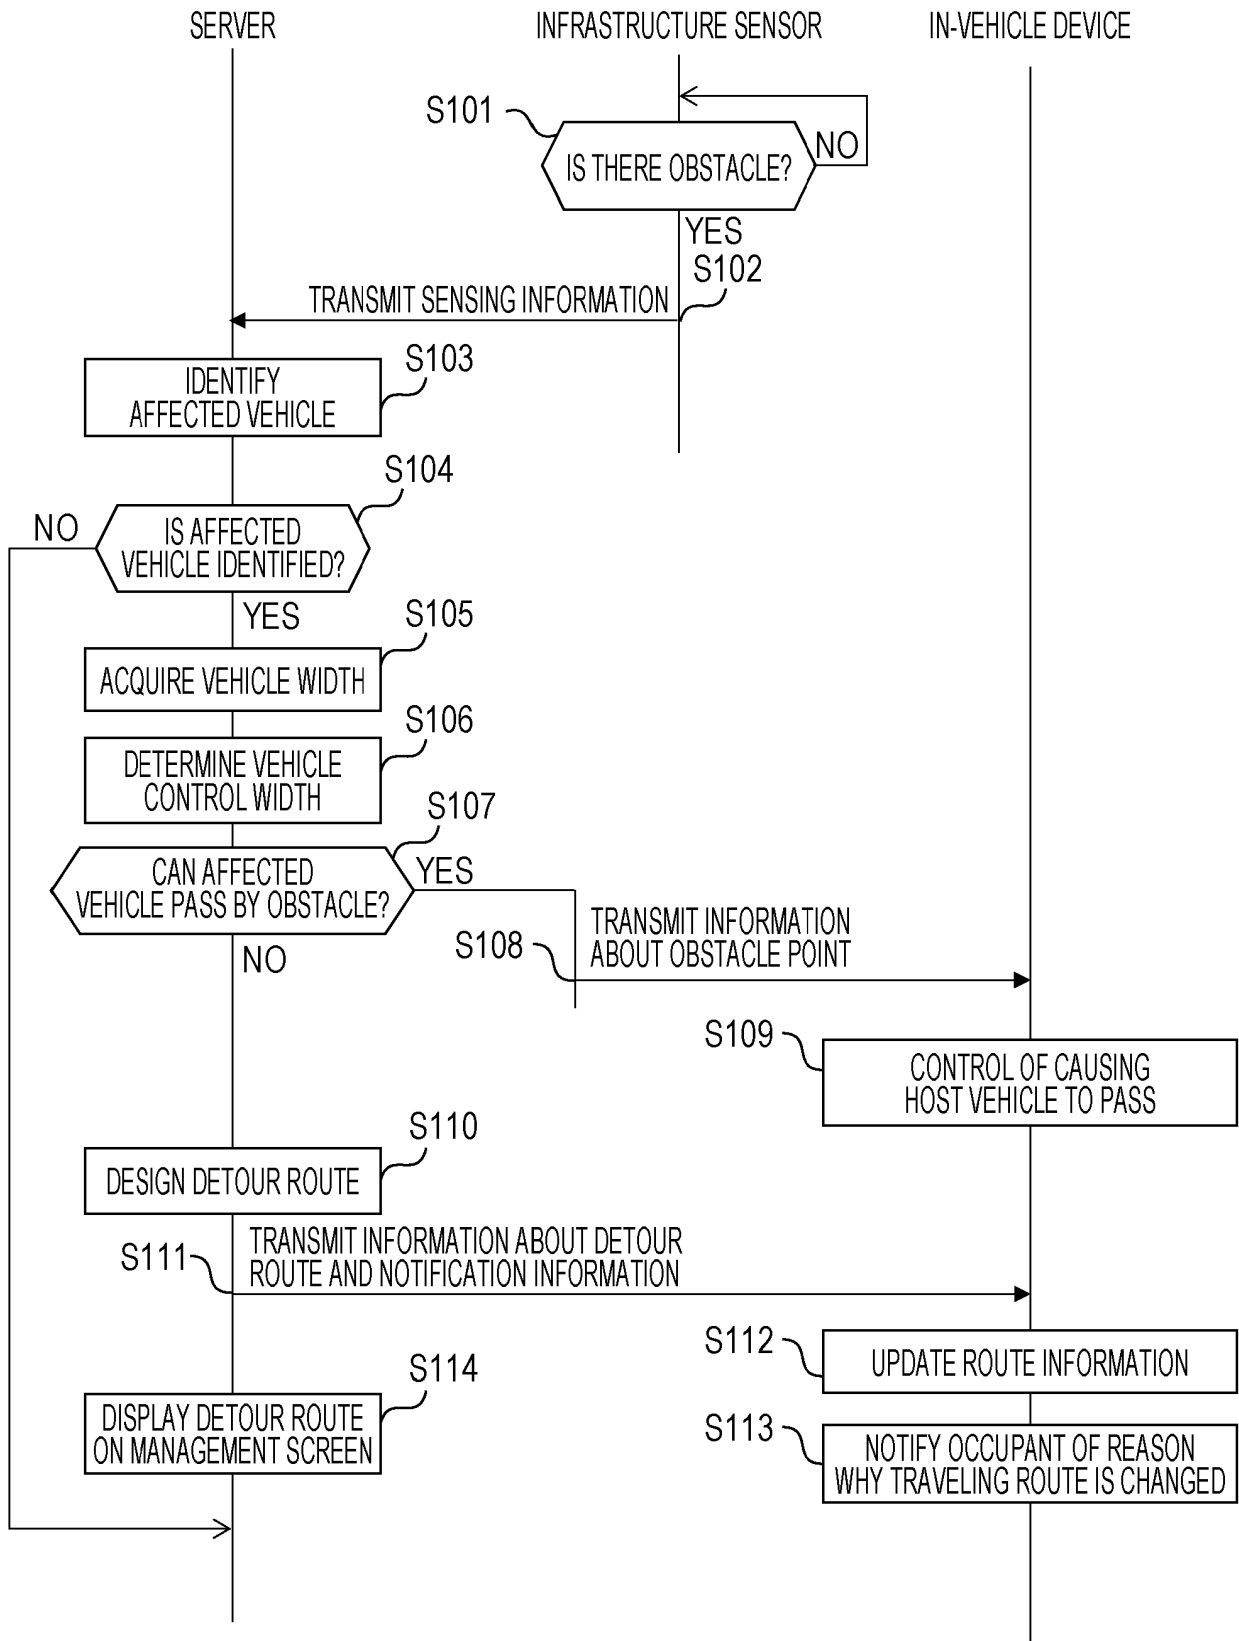 SERVER
INFRASTRUCTURE SENSOR
IN-VEHICLE DEVICE
S101
IS THERE OBSTACLE?
NO
YES
S102
TRANSMIT SENSING INFORMATION
S103
IDENTIFY
AFFECTED VEHICLE
S104
NO
IS AFFECTED
VEHICLE IDENTIFIED?
YES
S105
ACQUIRE VEHICLE WIDTH
S106
DETERMINE VEHICLE
CONTROL WIDTH
S107
CAN AFFECTED
VEHICLE PASS BY OBSTACLE?
YES
NO
S108
TRANSMIT INFORMATION
ABOUT OBSTACLE POINT
S109
CONTROL OF CAUSING
HOST VEHICLE TO PASS
S110
DESIGN DETOUR ROUTE
S111
TRANSMIT INFORMATION ABOUT DETOUR
ROUTE AND NOTIFICATION INFORMATION
S112
UPDATE ROUTE INFORMATION
S114
DISPLAY DETOUR ROUTE
ON MANAGEMENT SCREEN
S113
NOTIFY OCCUPANT OF REASON
WHY TRAVELING ROUTE IS CHANGED